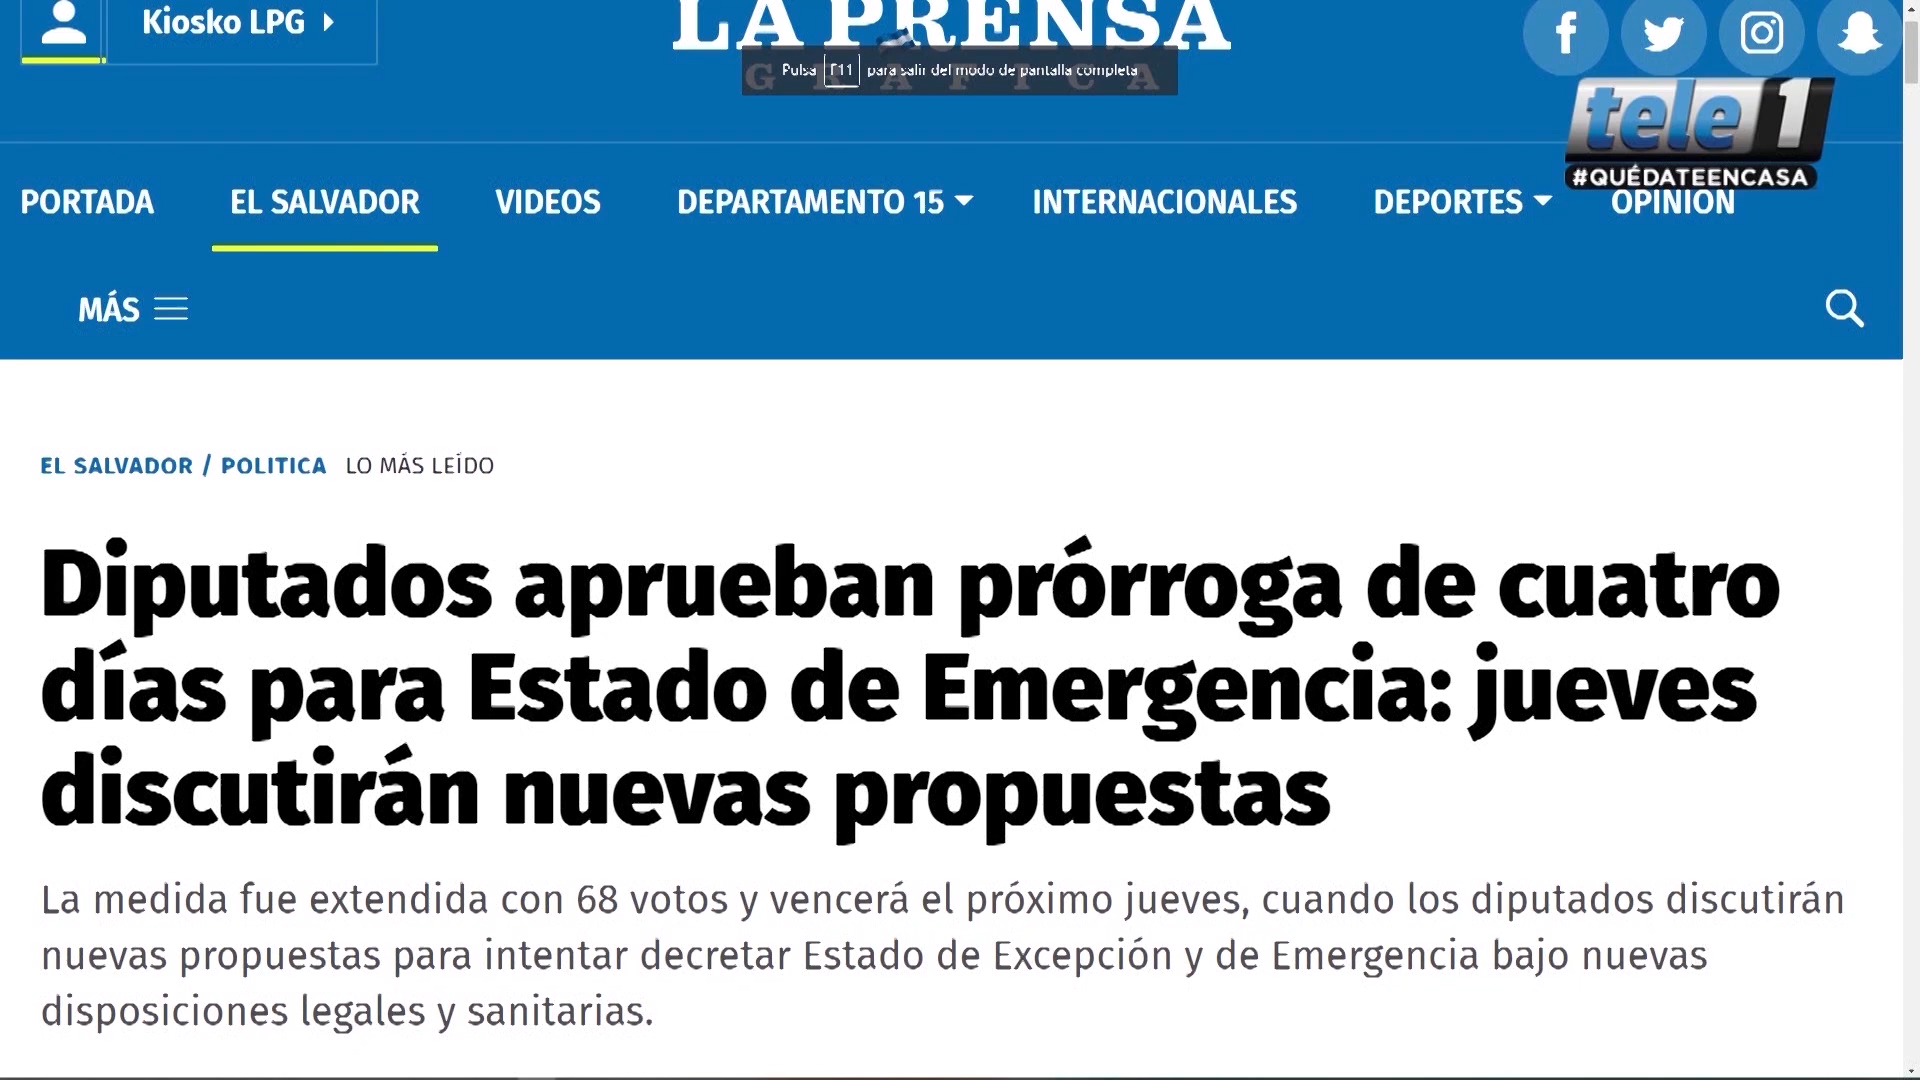 Kiosko LPG
LA PRENSA
GRÁFICA
Pulsa F11 para salir del modo de pantalla completa
tele 1
#QUÉDATEENCASA
PORTADA EL SALVADOR VIDEOS DEPARTAMENTO 15 INTERNACIONALES DEPORTES OPINIÓN
MÁS
EL SALVADOR / POLITICA LO MÁS LEÍDO
Diputados aprueban prórroga de cuatro
días para Estado de Emergencia: jueves
discutirán nuevas propuestas
La medida fue extendida con 68 votos y vencerá el próximo jueves, cuando los diputados discutirán
nuevas propuestas para intentar decretar Estado de Excepción y de Emergencia bajo nuevas
disposiciones legales y sanitarias.